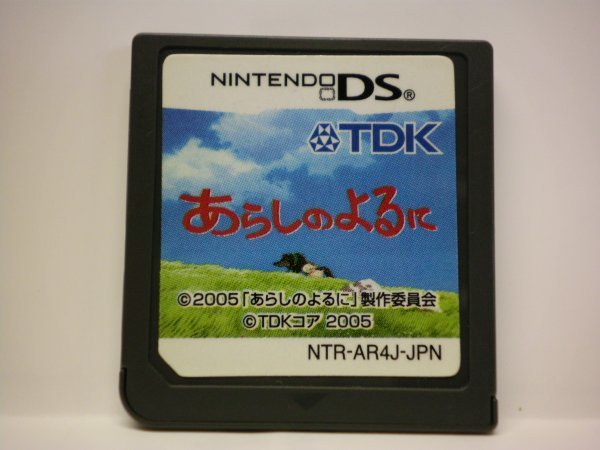 NINTENDO DS®
TDK
あらしのよるに
©2005「あらしのよるに」製作委員会
©TDKコア 2005
NTR-AR4J-JPN